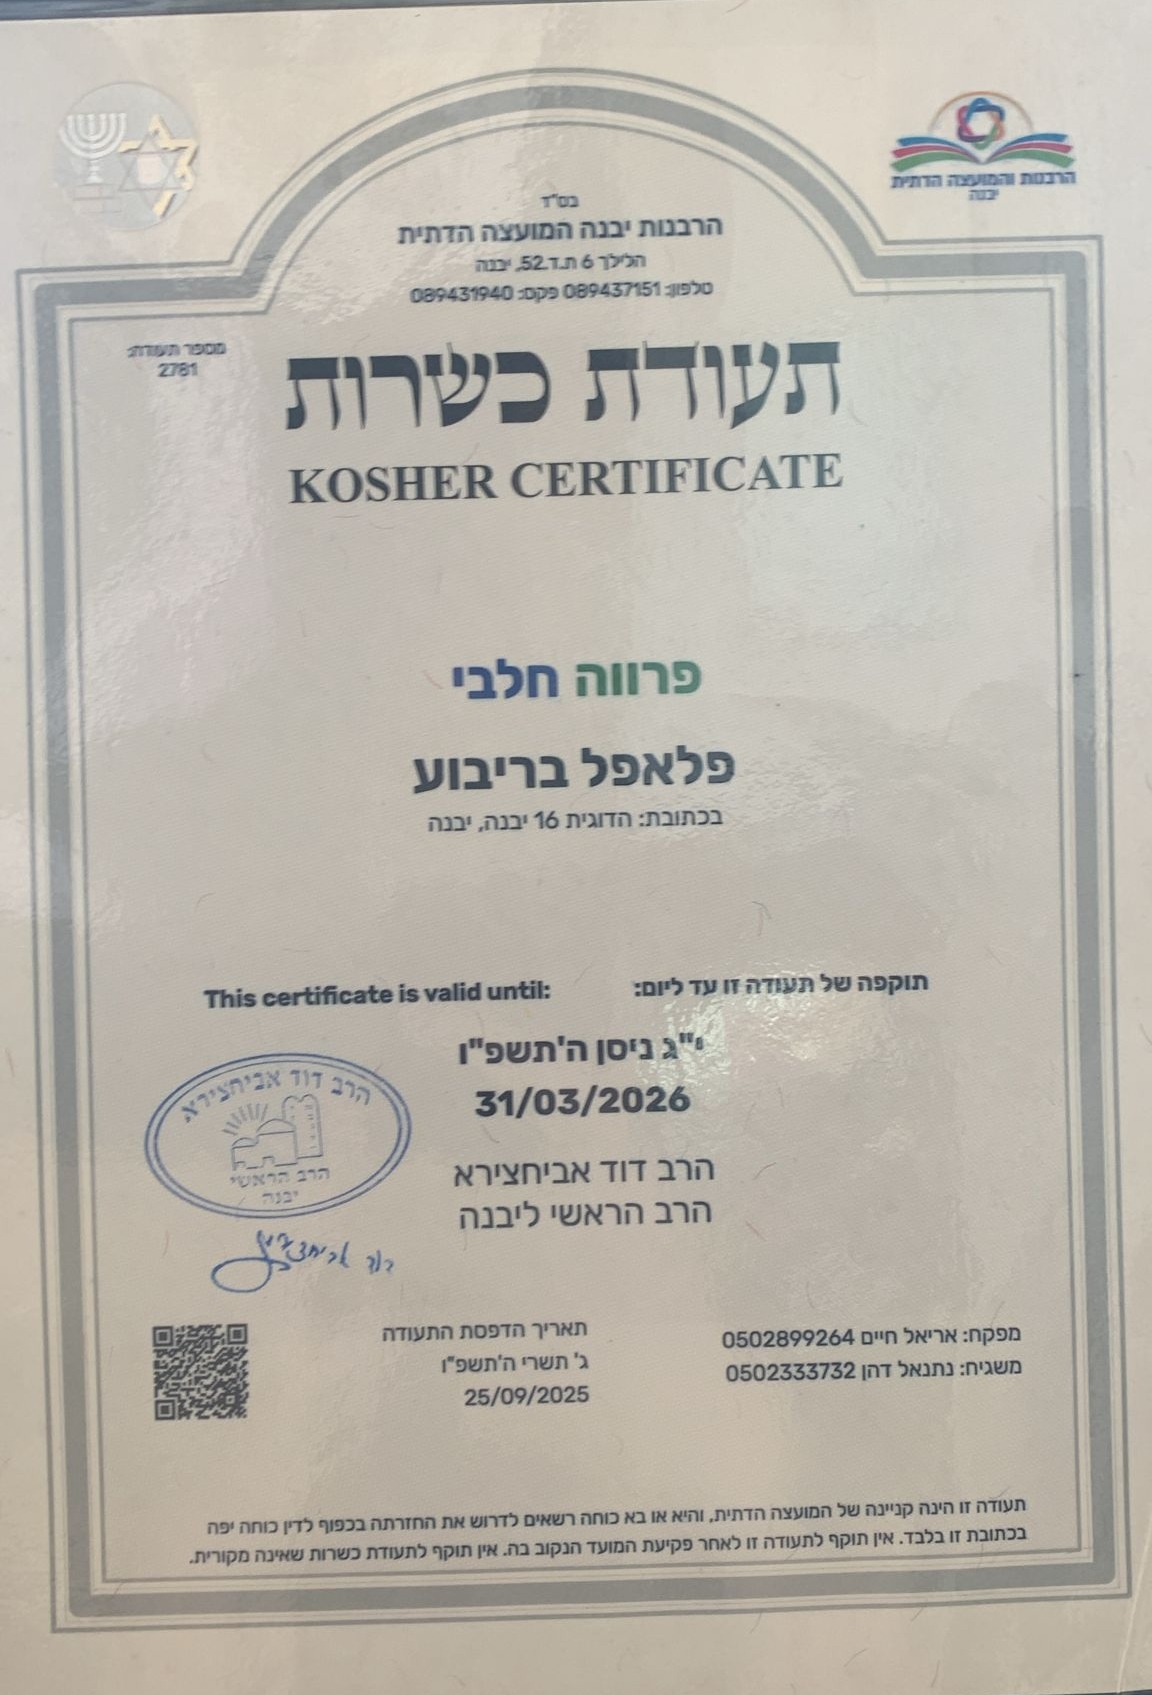 הרבנות והמועצה הדתית
יבנה
בס"ד
הרבנות יבנה המועצה הדתית
הלילך 6 ת.ד.52, יבנה
טלפון: 089437151 פקס: 089431940
מספר תעודה:
2781
תעודת כשרות
KOSHER CERTIFICATE
פרווה חלבי
פלאפל בריבוע
בכתובת: הדוגית 16 יבנה, יבנה
תוקפה של תעודה זו עד ליום:
This certificate is valid until:
י"ג ניסן ה'תשפ"ו
31/03/2026
הרב דוד אביחצירא
הרב הראשי ליבנה
הרב דוד אביחצירא
הרב הראשי
יבנה
דוד אביחצירא
מפקח: אריאל חיים 0502899264
משגיח: נתנאל דהן 0502333732
תאריך הדפסת התעודה
ג' תשרי ה'תשפ"ו
25/09/2025
תעודה זו הינה קניינה של המועצה הדתית, והיא או בא כוחה רשאים לדרוש את החזרתה בכפוף לדין כוחה יפה
בכתובת זו בלבד. אין תוקף לתעודה זו לאחר פקיעת המועד הנקוב בה. אין תוקף לתעודת כשרות שאינה מקורית.